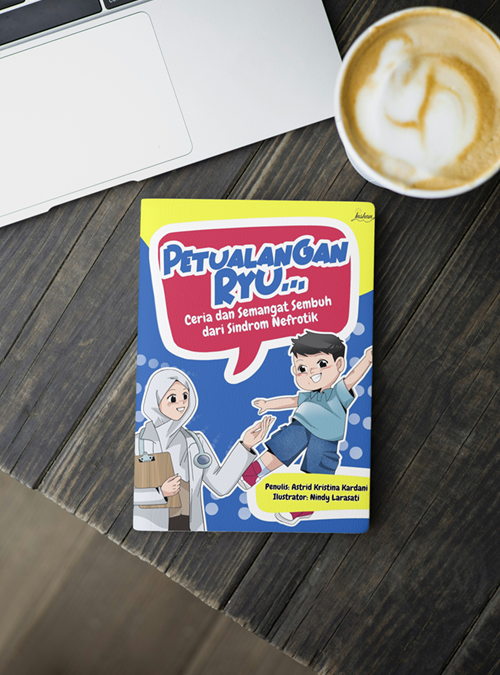 PETUALANGAN
RYU...
Ceria dan Semangat Sembuh
dari Sindrom Nefrotik
Penulis: Astrid Kristina Kardani
Ilustrator: Nindy Larasati